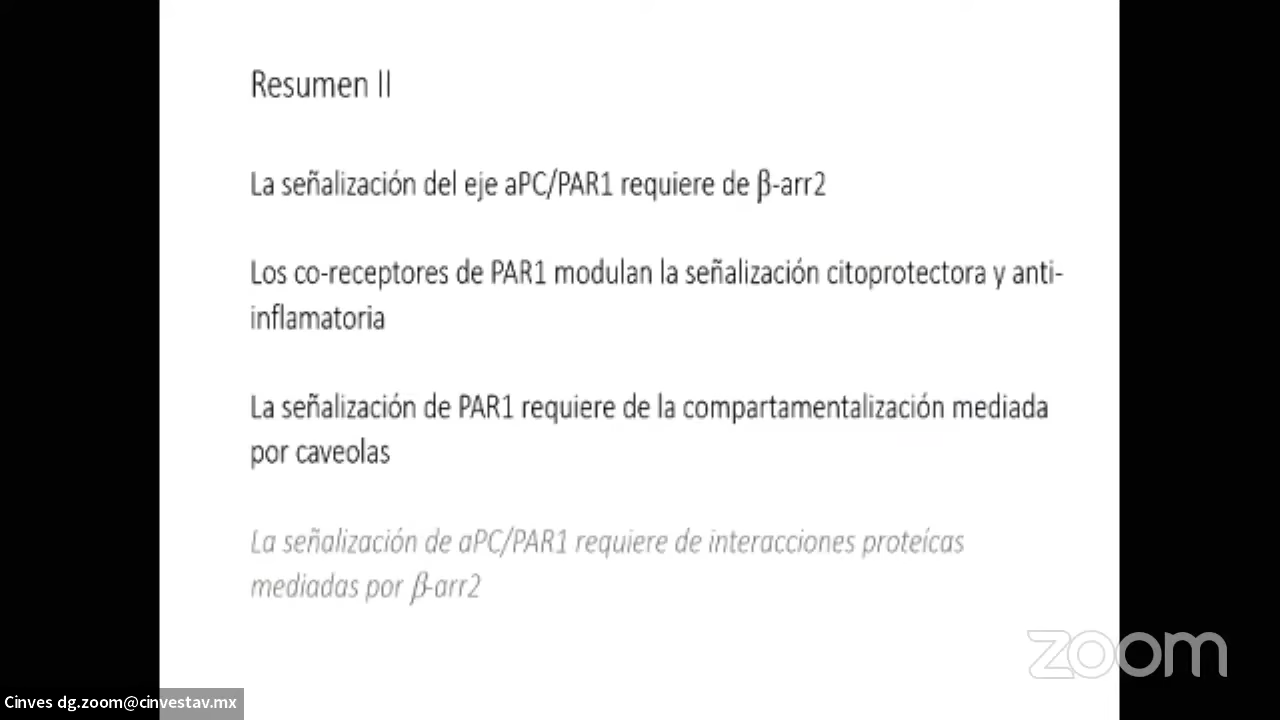 Resumen II
La señalización del eje aPC/PAR1 requiere de β-arr2
Los co-receptores de PAR1 modulan la señalización citoprotectora y anti-
inflamatoria
La señalización de PAR1 requiere de la compartamentalización mediada
por caveolas
La señalización de aPC/PAR1 requiere de interacciones proteícas
mediadas por β-arr2
zoom
Cinves dg.zoom@cinvestav.mx